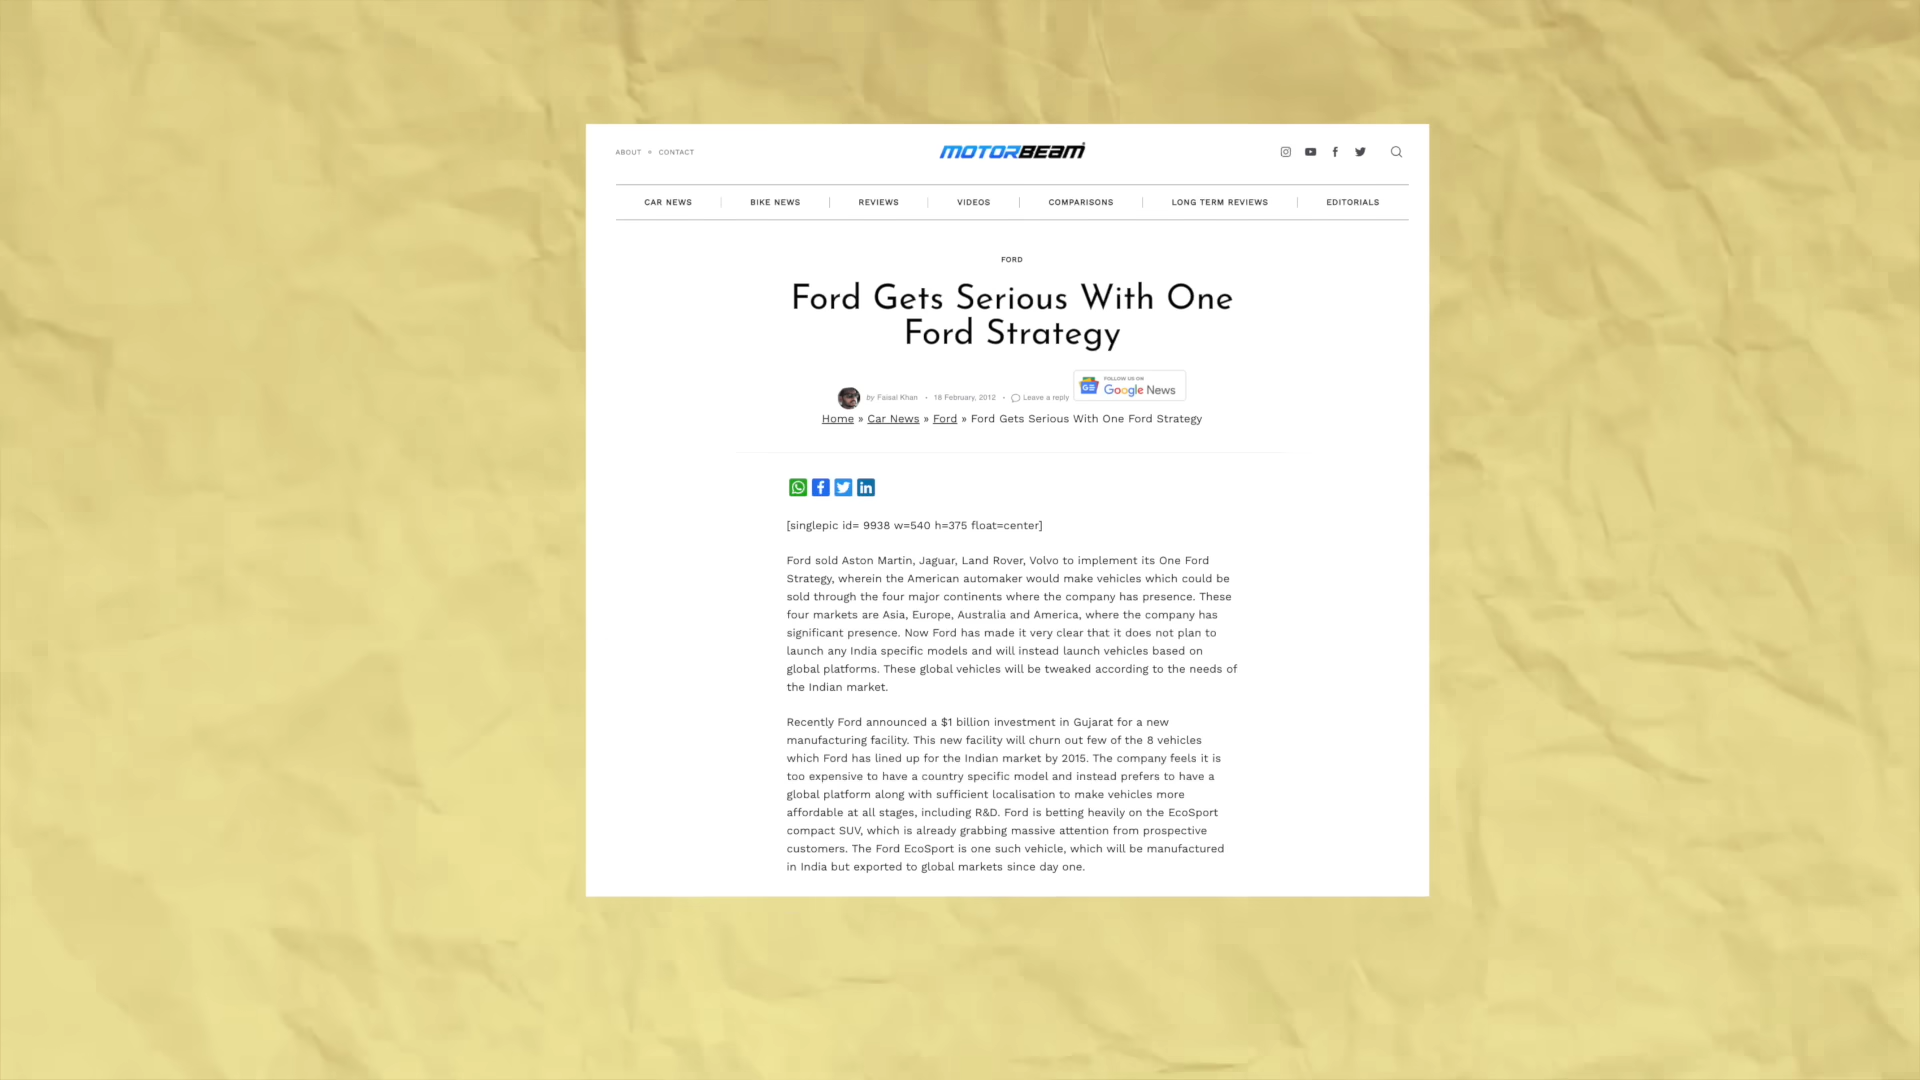 ABOUT • CONTACT
MOTORBEAM
CAR NEWS
BIKE NEWS
REVIEWS
VIDEOS
COMPARISONS
LONG TERM REVIEWS
EDITORIALS
FORD
Ford Gets Serious With One
Ford Strategy
FOLLOW US ON
GE Google News
by Faisal Khan • 18 February, 2012 • Leave a reply
Home » Car News » Ford » Ford Gets Serious With One Ford Strategy
[singlepic id= 9938 w=540 h=375 float=center]
Ford sold Aston Martin, Jaguar, Land Rover, Volvo to implement its One Ford
Strategy, wherein the American automaker would make vehicles which could be
sold through the four major continents where the company has presence. These
four markets are Asia, Europe, Australia and America, where the company has
significant presence. Now Ford has made it very clear that it does not plan to
launch any India specific models and will instead launch vehicles based on
global platforms. These global vehicles will be tweaked according to the needs of
the Indian market.
Recently Ford announced a $1 billion investment in Gujarat for a new
manufacturing facility. This new facility will churn out few of the 8 vehicles
which Ford has lined up for the Indian market by 2015. The company feels it is
too expensive to have a country specific model and instead prefers to have a
global platform along with sufficient localisation to make vehicles more
affordable at all stages, including R&D. Ford is betting heavily on the EcoSport
compact SUV, which is already grabbing massive attention from prospective
customers. The Ford EcoSport is one such vehicle, which will be manufactured
in India but exported to global markets since day one.